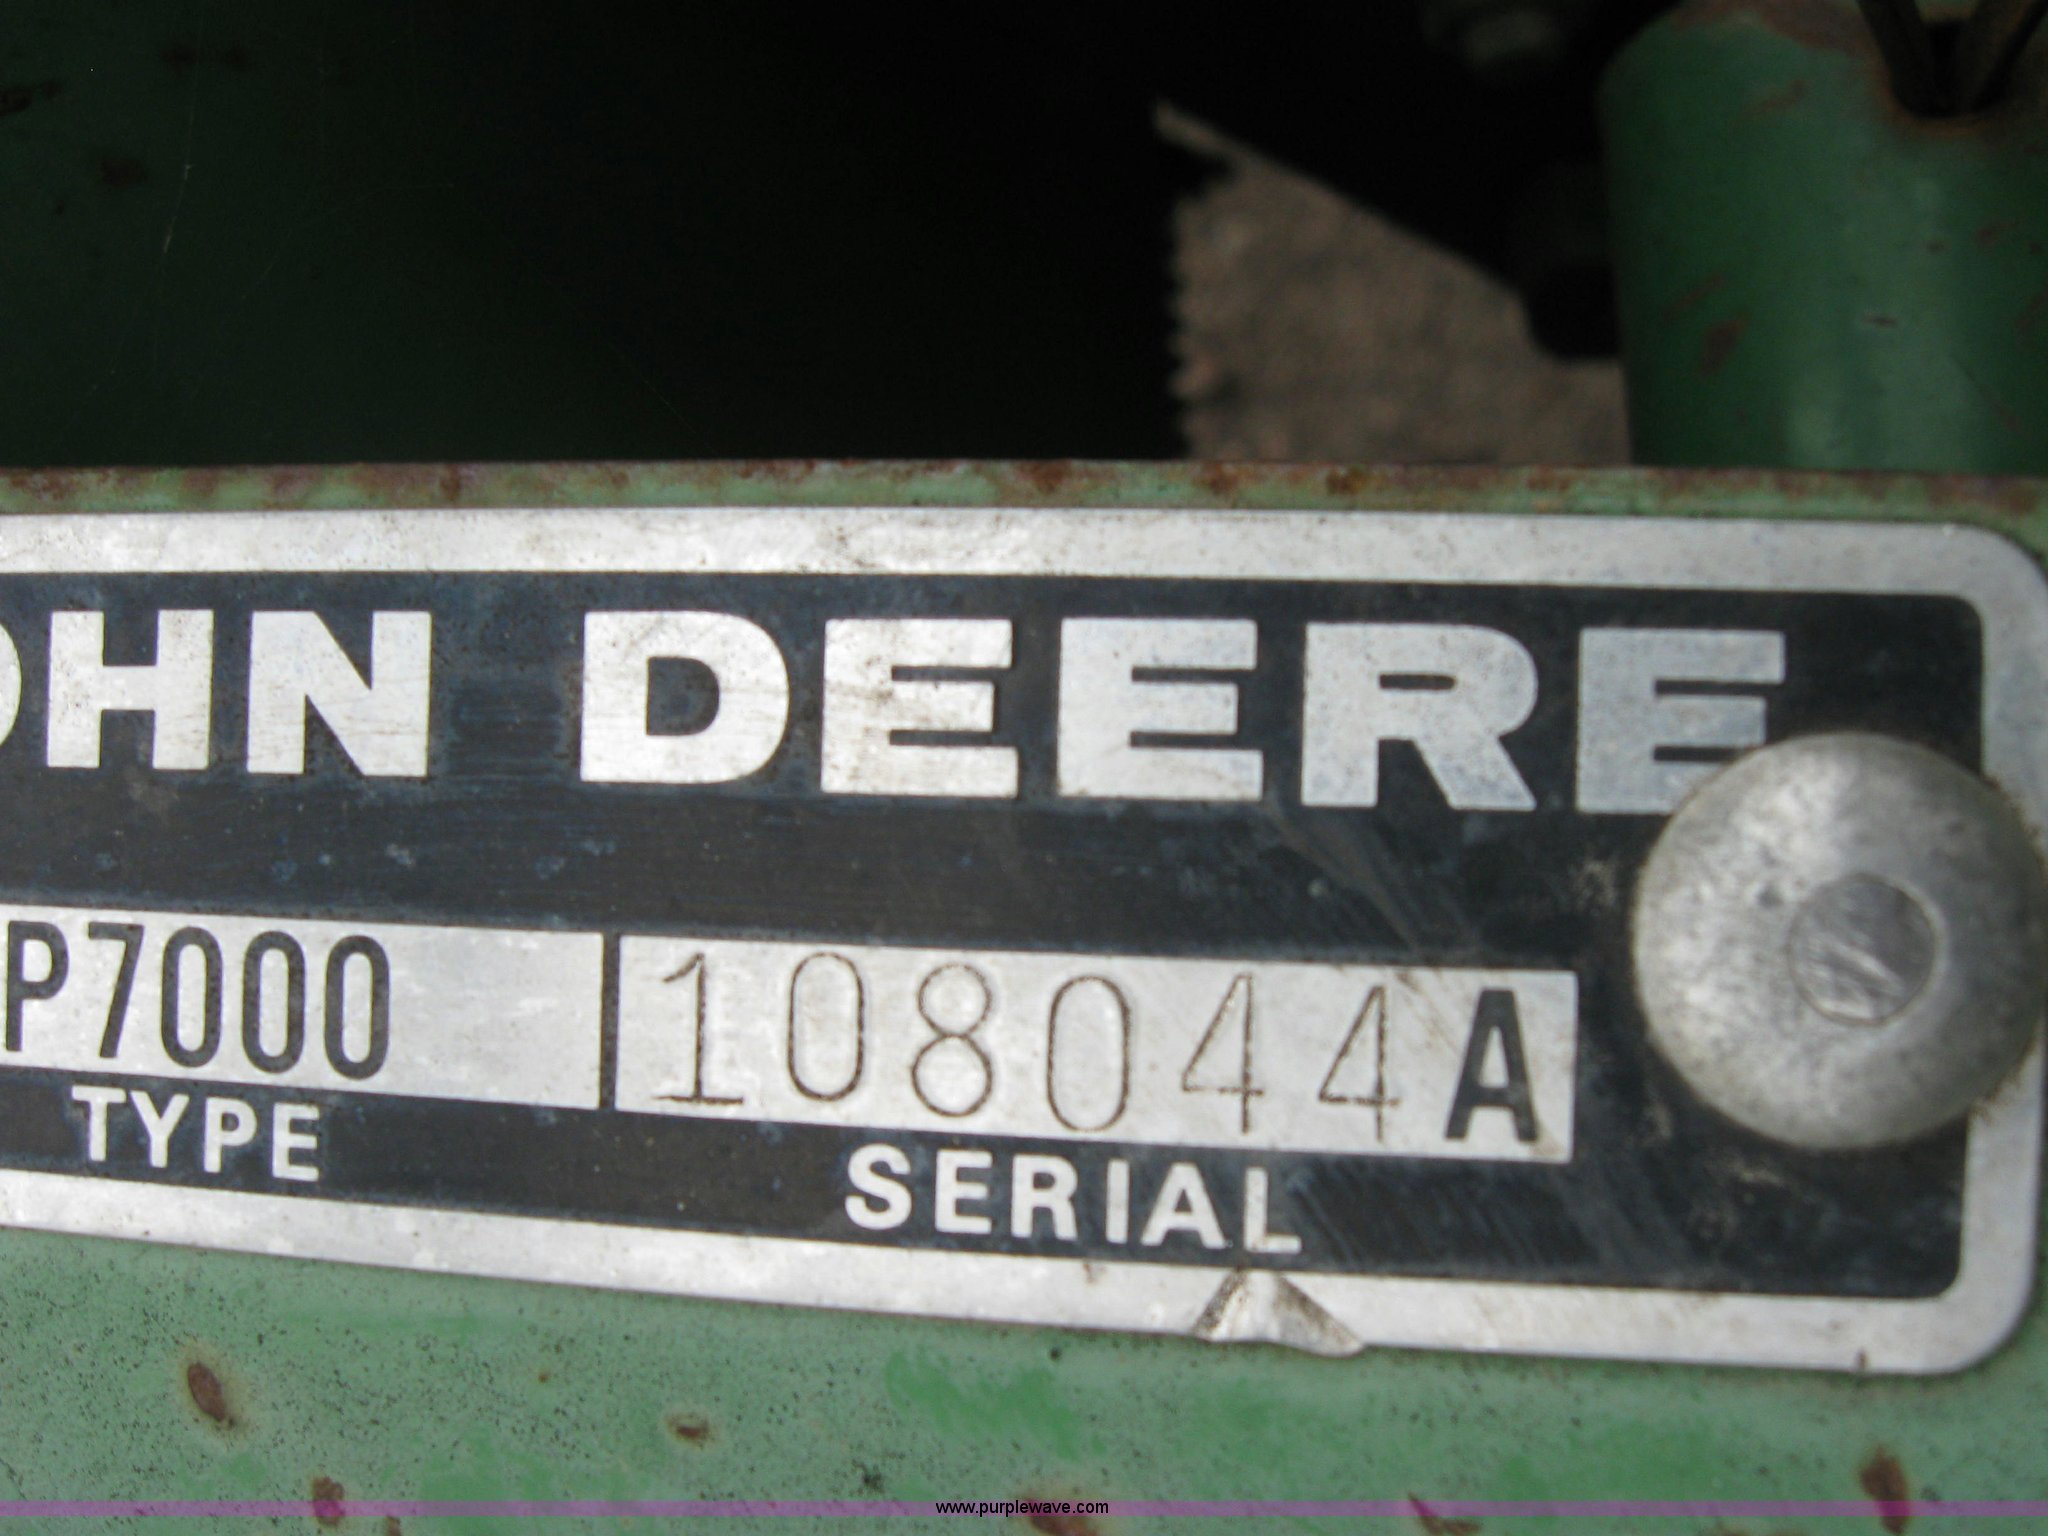 OHN DEERE
P7000 108044A
TYPE SERIAL
www.purplewave.com